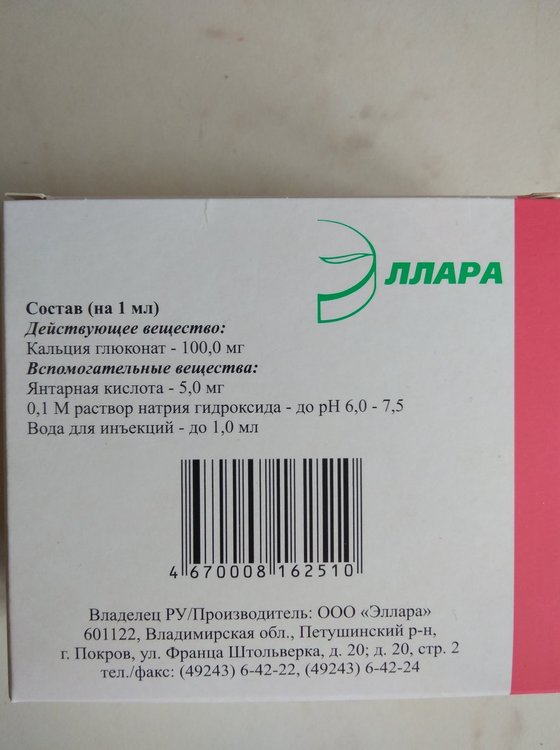 ЭЛЛАРА
Состав (на 1 мл)
Действующее вещество:
Кальция глюконат - 100,0 мг
Вспомогательные вещества:
Янтарная кислота - 5,0 мг
0,1 М раствор натрия гидроксида - до рН 6,0 - 7,5
Вода для инъекций - до 1,0 мл
4 670008 162510
Владелец РУ/Производитель: ООО «Эллара»
601122, Владимирская обл., Петушинский р-н,
г. Покров, ул. Франца Штольверка, д. 20; д. 20, стр. 2
тел./факс: (49243) 6-42-22, (49243) 6-42-24